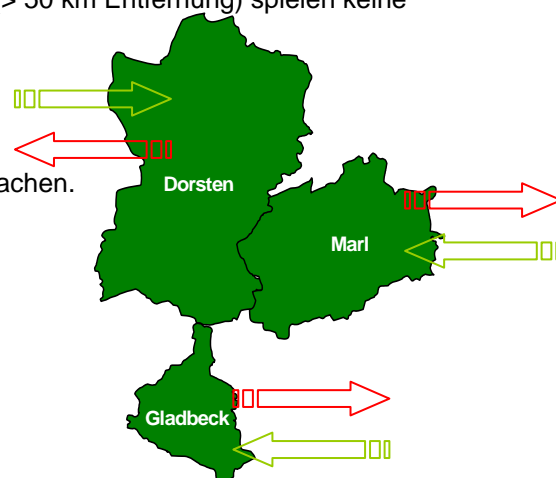 > 50 km Entfernung) spielen keine
achen.
Dorsten
Marl
Gladbeck